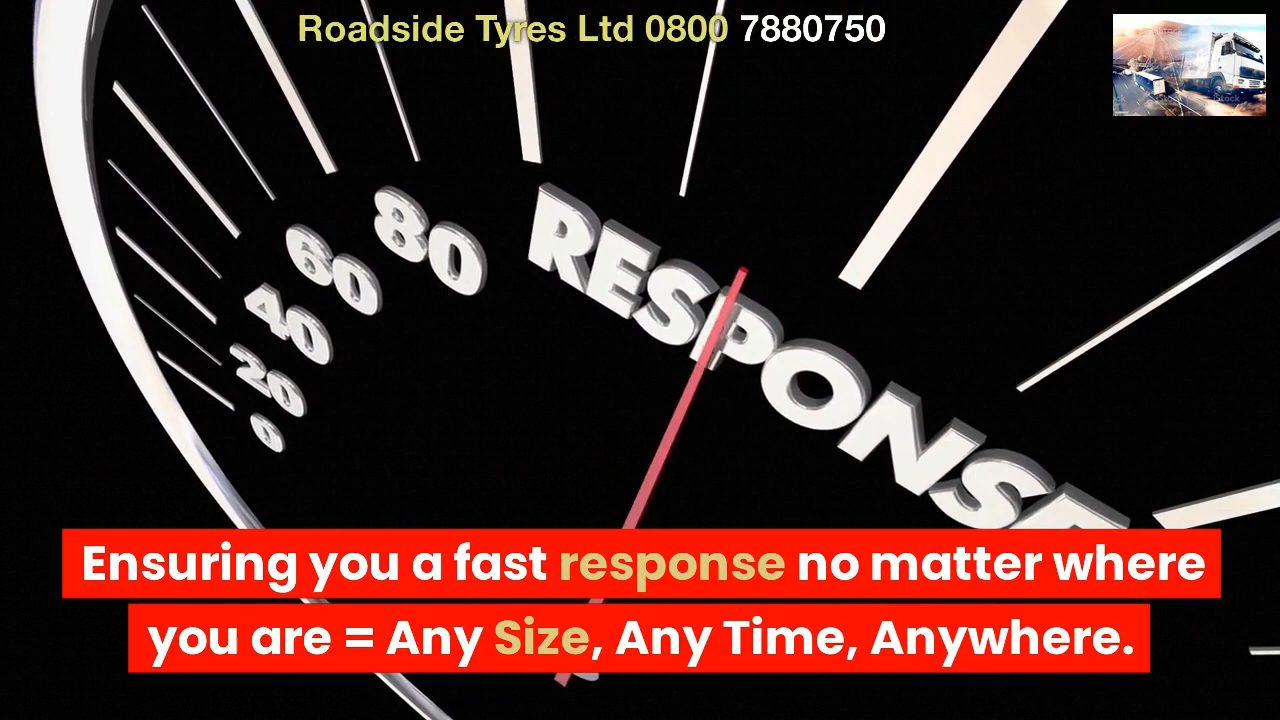 Roadside Tyres Ltd 0800 7880750
80
60
40
20
0
RESPONSE
Ensuring you a fast response no matter where
you are = Any Size, Any Time, Anywhere.